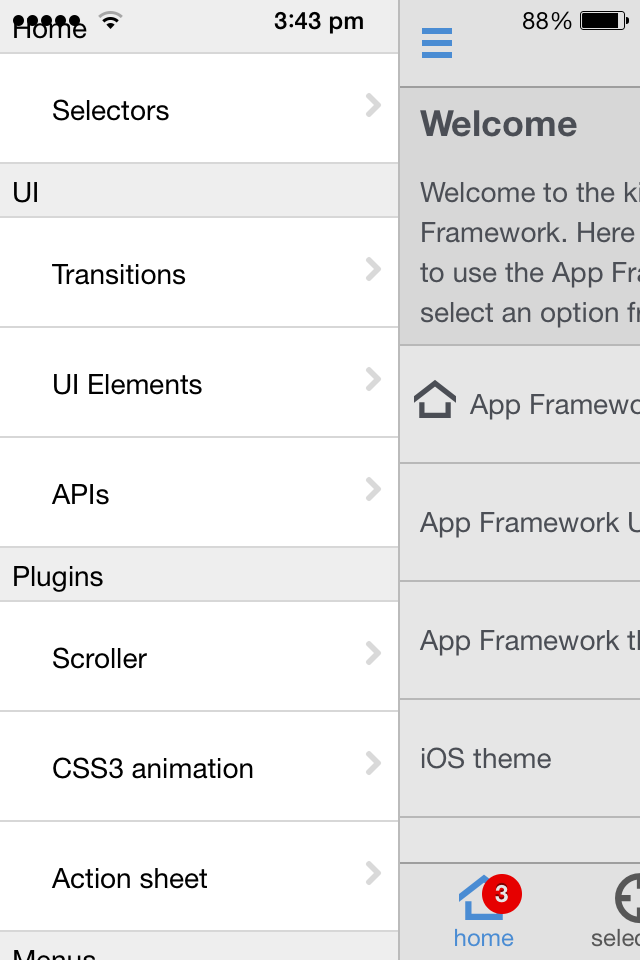 Home
3:43 pm
88%
Selectors
UI
Transitions
UI Elements
APIs
Plugins
Scroller
CSS3 animation
Action sheet
Menus
Welcome
Welcome to the ki
Framework. Here
to use the App Fra
select an option fr
App Framewo
App Framework U
App Framework th
iOS theme
3
home
selec